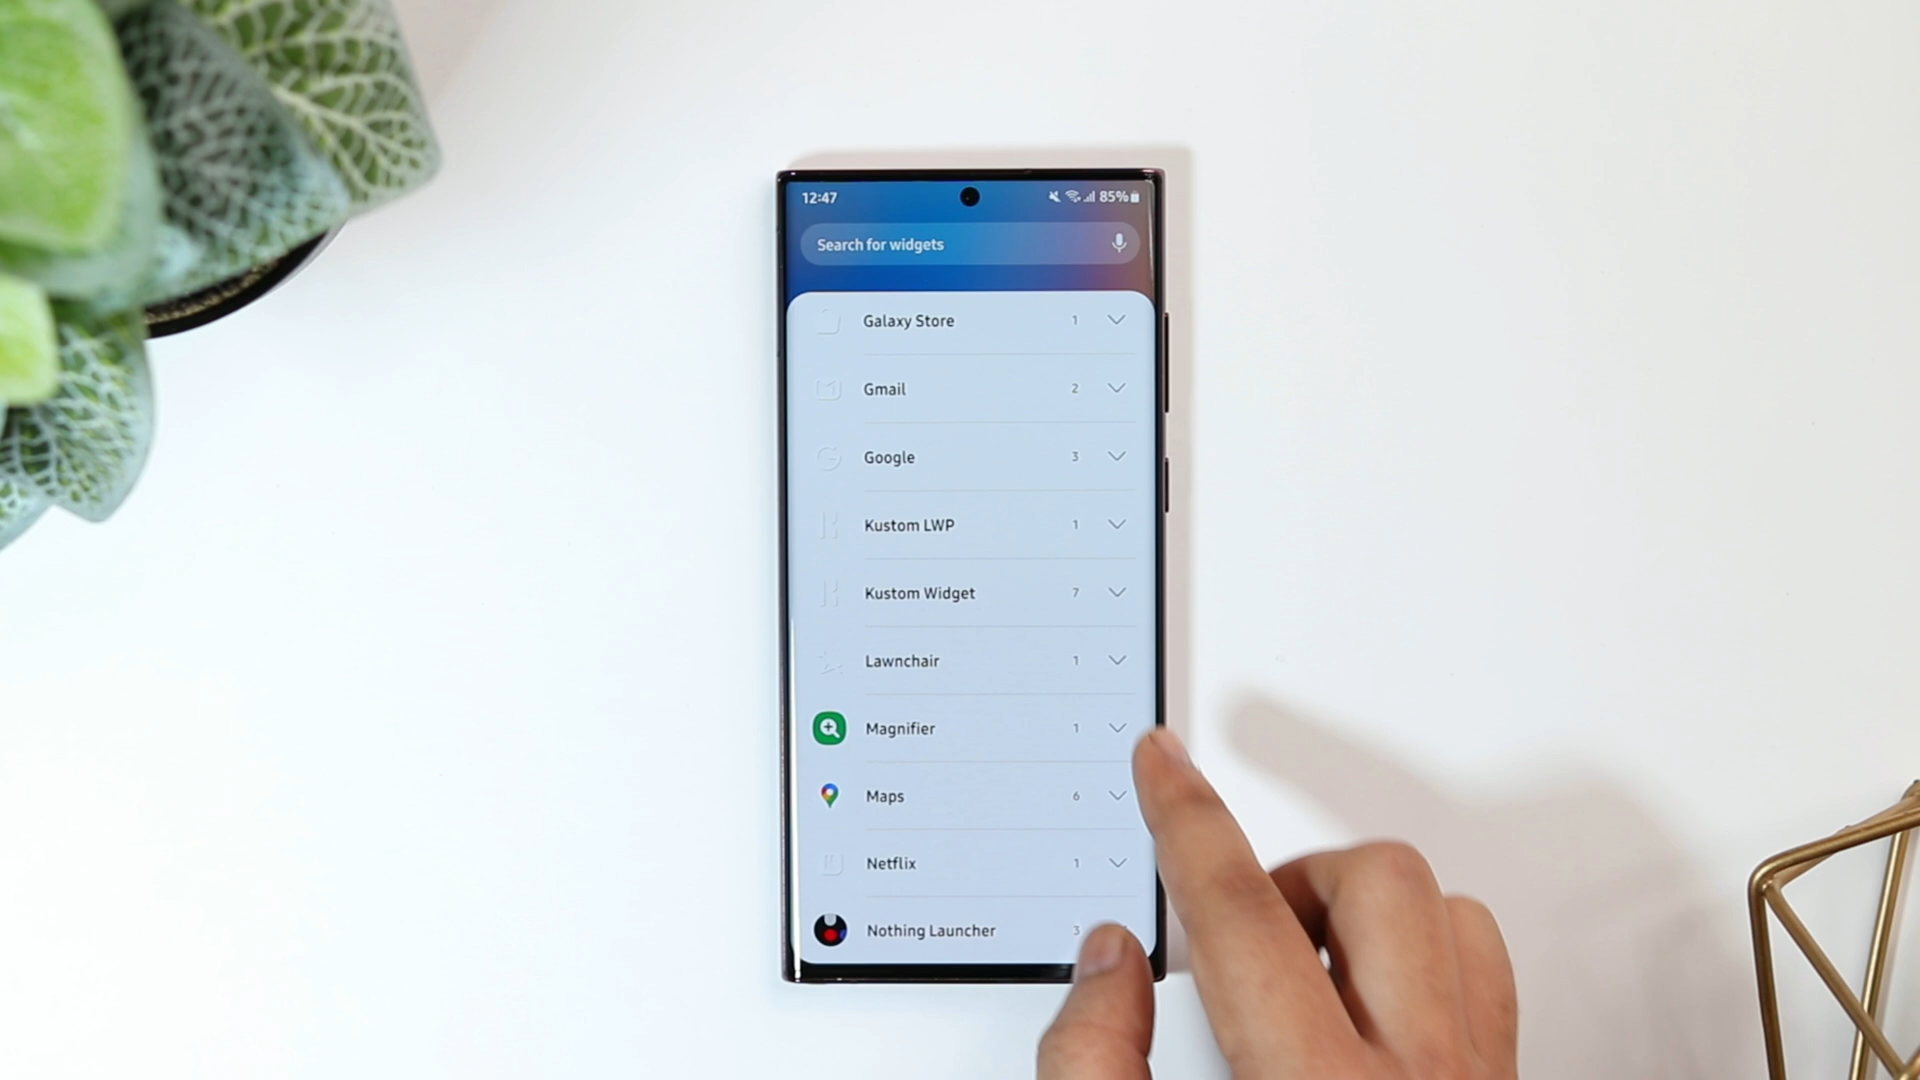 12:47 85%
Search for widgets
Galaxy Store 1
Gmail 2
Google 3
Kustom LWP 1
Kustom Widget 7
Lawnchair 1
Magnifier 1
Maps 6
Netflix 1
Nothing Launcher 3